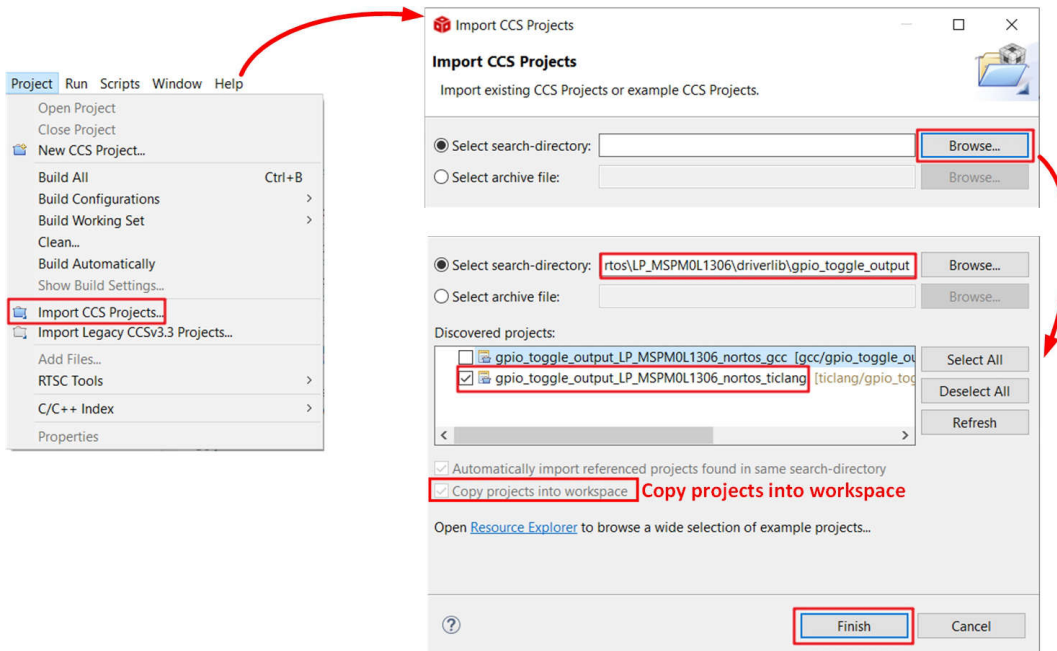 Project Run Scripts Window Help
Open Project
Close Project
New CCS Project...
Build All Ctrl+B
Build Configurations >
Build Working Set >
Clean...
Build Automatically
Show Build Settings...
Import CCS Projects...
Import Legacy CCSv3.3 Projects...
Add Files...
RTSC Tools >
C/C++ Index >
Properties
Import CCS Projects
Import CCS Projects
Import existing CCS Projects or example CCS Projects.
Select search-directory: Browse...
Select archive file: Browse...
Select search-directory: rtos\LP_MSPM0L1306\driverlib\gpio_toggle_output Browse...
Select archive file: Browse...
Discovered projects:
gpio_toggle_output_LP_MSPM0L1306_nortos_gcc [gcc/gpio_toggle_ou
gpio_toggle_output_LP_MSPM0L1306_nortos_ticlang [ticlang/gpio_tog
Select All
Deselect All
Refresh
Automatically import referenced projects found in same search-directory
Copy projects into workspace Copy projects into workspace
Open Resource Explorer to browse a wide selection of example projects...
? Finish Cancel